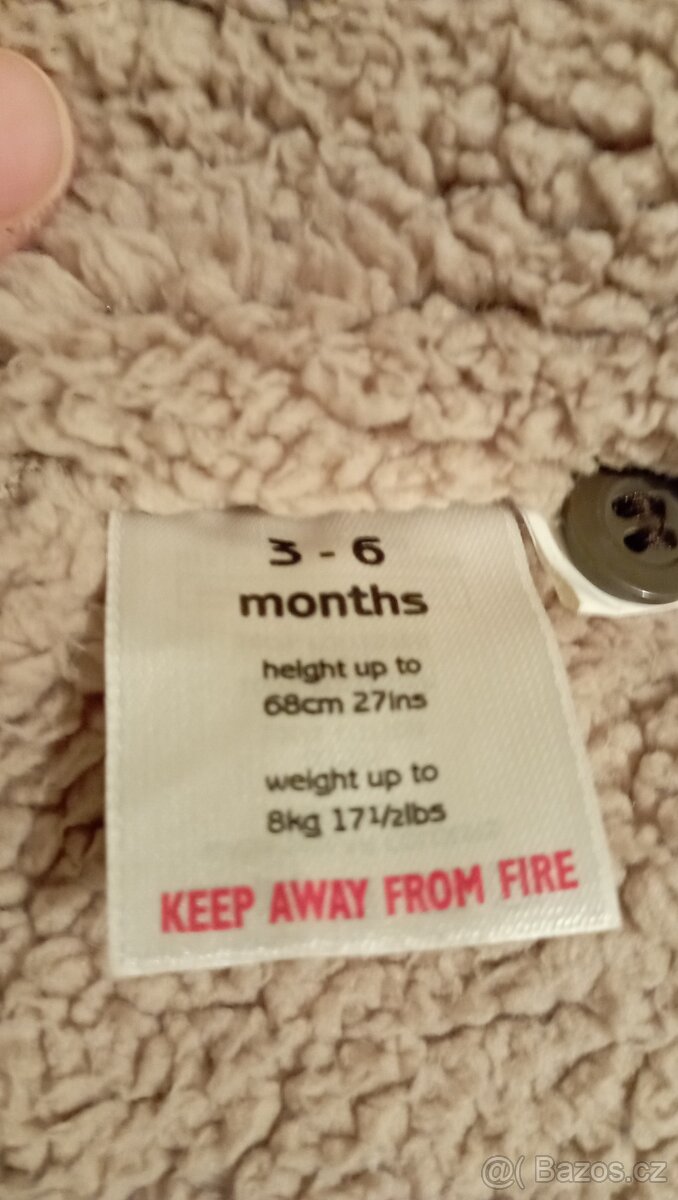 3 - 6
months
height up to
68cm 27ins
weight up to
8kg 171/2lbs
KEEP AWAY FROM FIRE
@( Bazos.cz